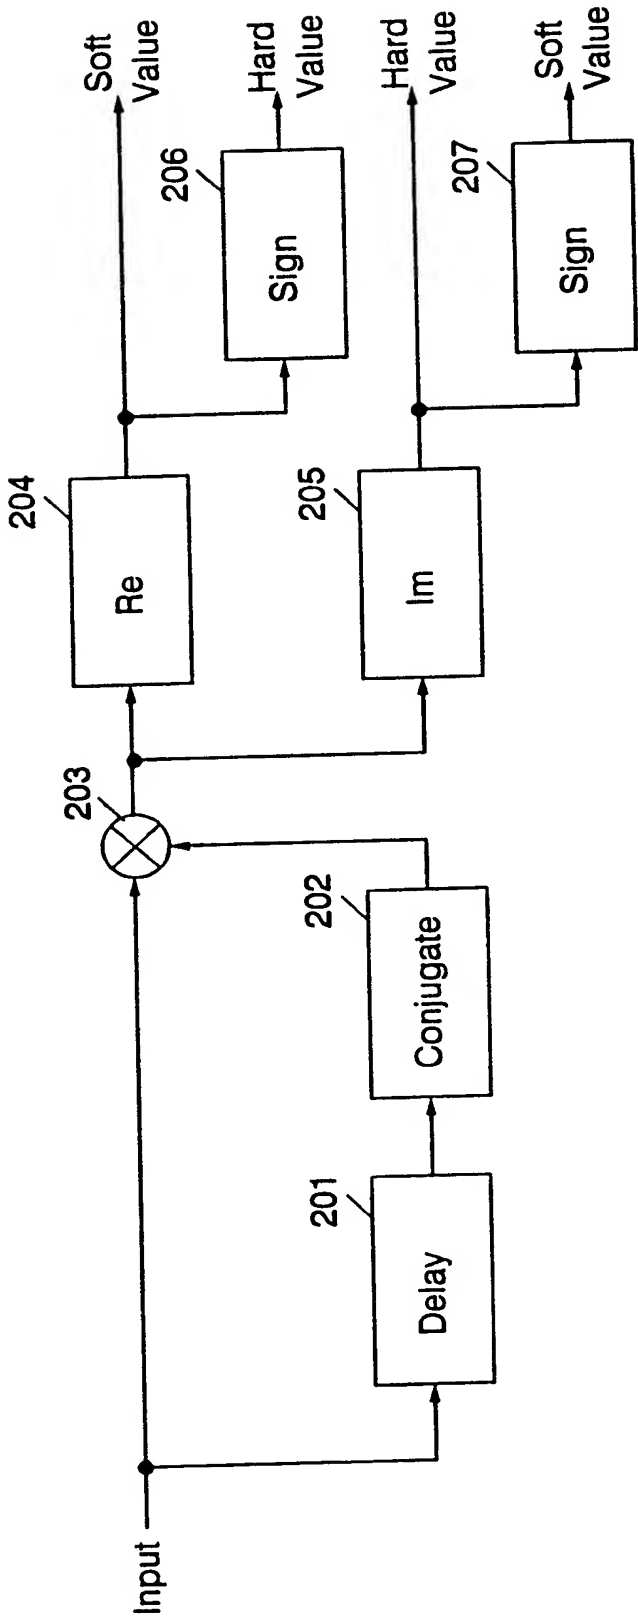 Input
201
Delay
202
Conjugate
203
204
Re
205
Im
206
Sign
207
Sign
Soft
Value
Hard
Value
Hard
Value
Soft
Value